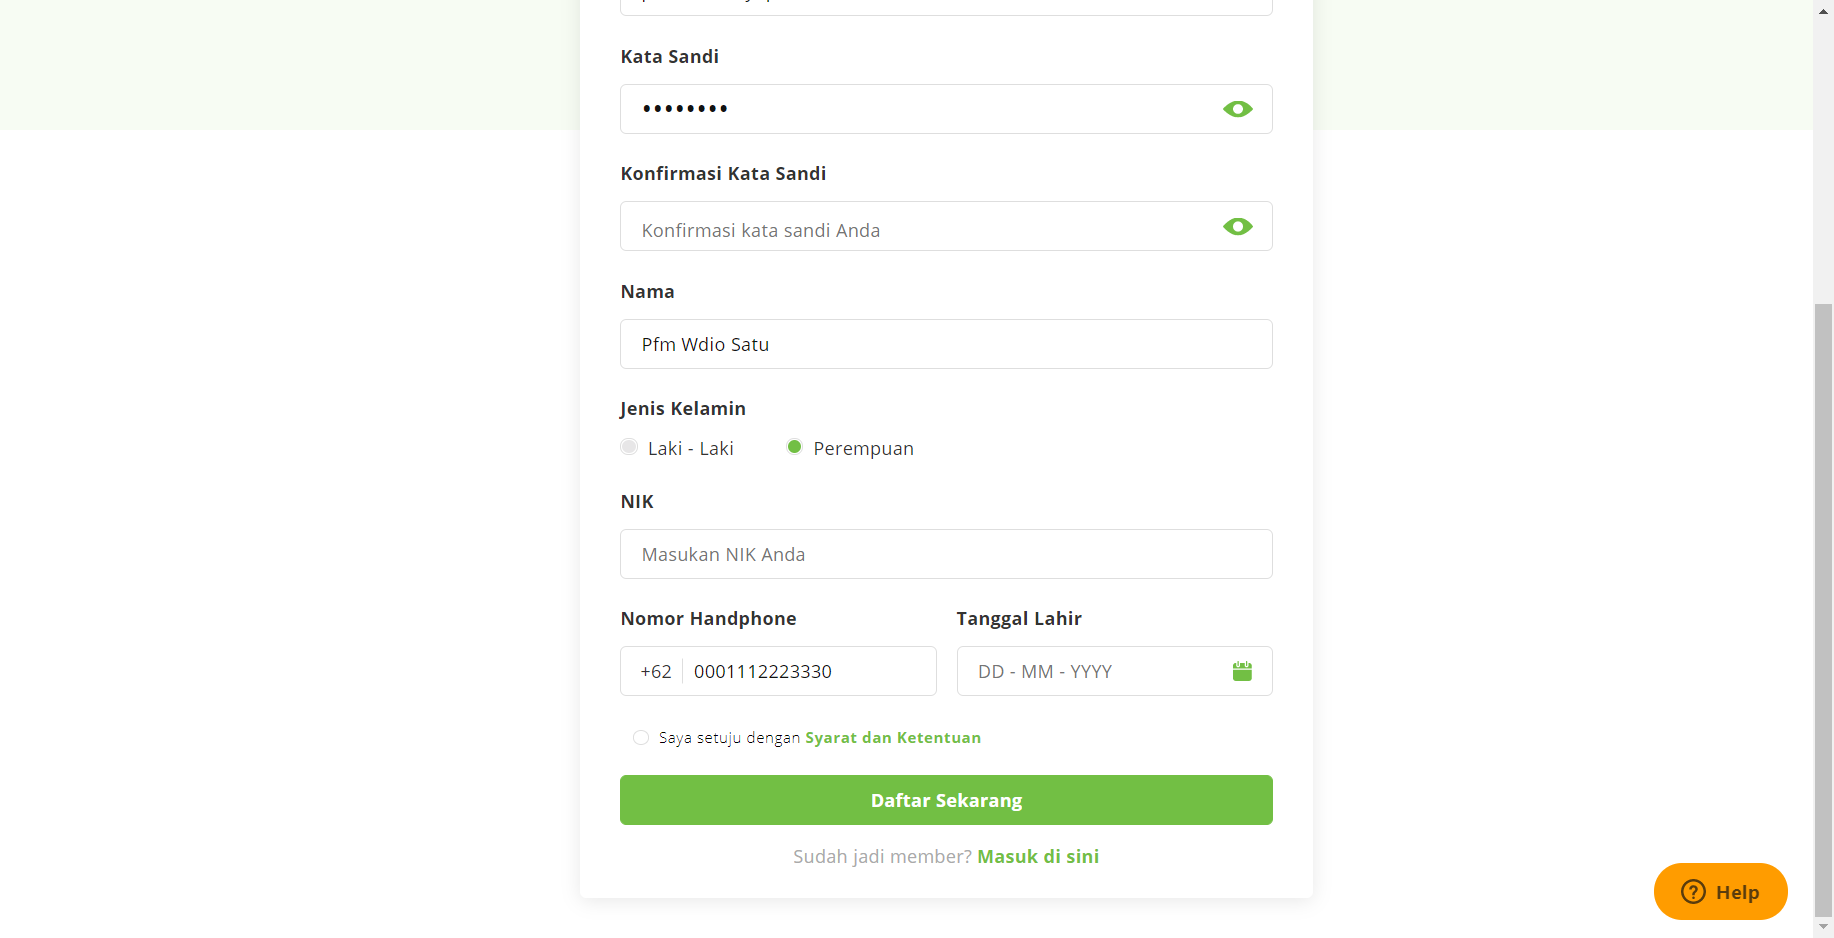 Kata Sandi
••••••••
Konfirmasi Kata Sandi
Konfirmasi kata sandi Anda
Nama
Pfm Wdio Satu
Jenis Kelamin
Laki - Laki Perempuan
NIK
Masukan NIK Anda
Nomor Handphone Tanggal Lahir
+62 0001112223330 DD - MM - YYYY
Saya setuju dengan Syarat dan Ketentuan
Daftar Sekarang
Sudah jadi member? Masuk di sini
Help